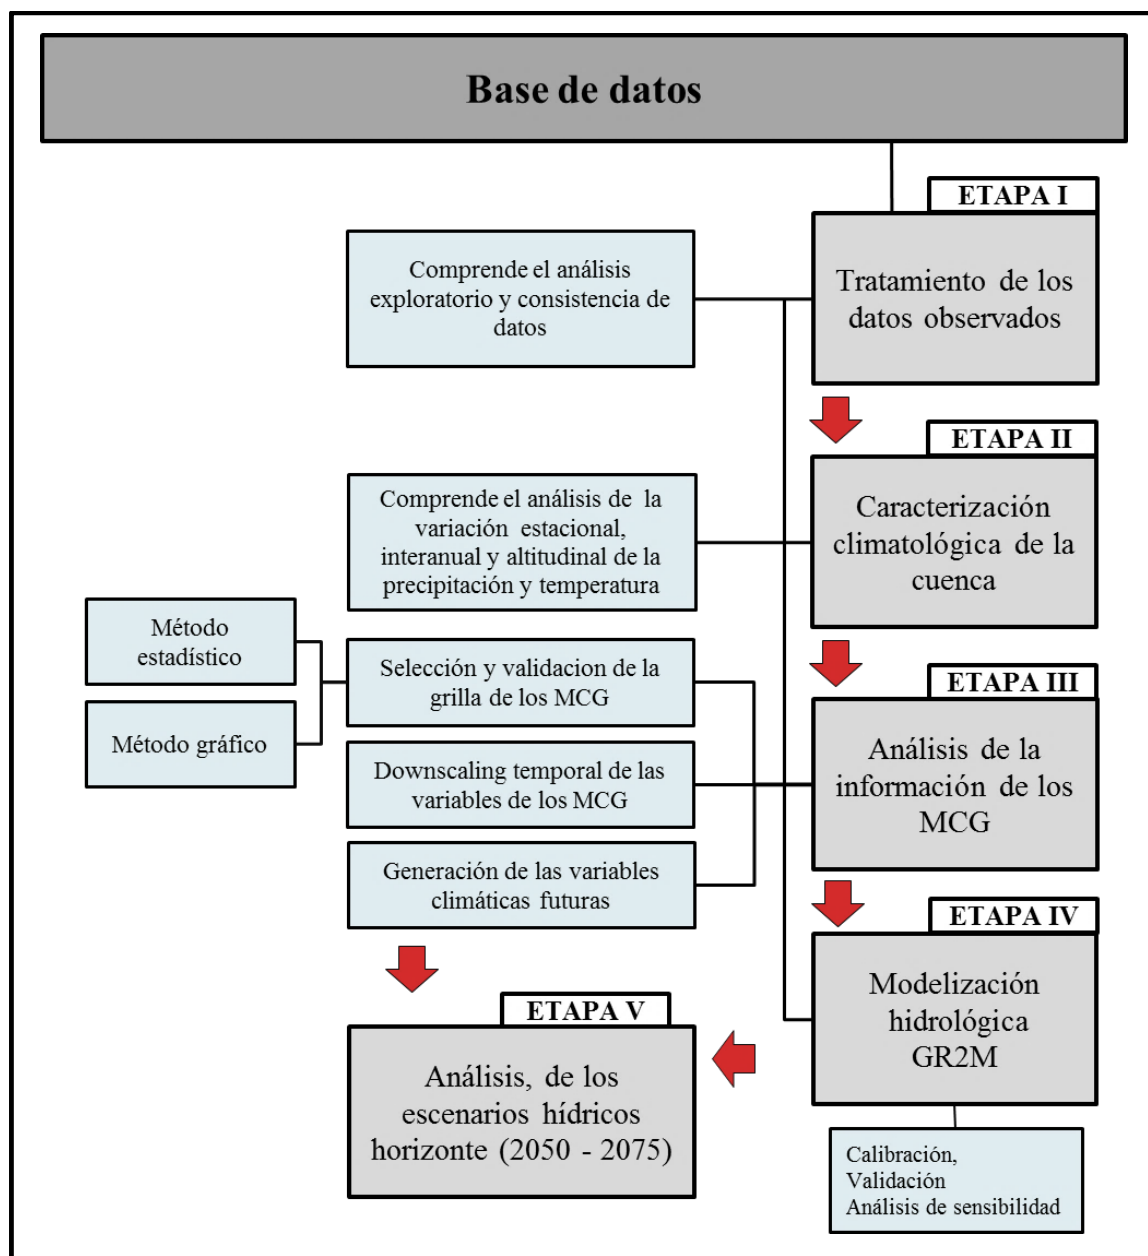 Base de datos
ETAPA I
Tratamiento de los
datos observados
Comprende el análisis
exploratorio y consistencia de
datos
ETAPA II
Caracterización
climatológica de la
cuenca
Comprende el análisis de la
variación estacional,
interanual y altitudinal de la
precipitación y temperatura
Método
estadístico
Método gráfico
Selección y validacion de la
grilla de los MCG
Downscaling temporal de las
variables de los MCG
Generación de las variables
climáticas futuras
ETAPA III
Análisis de la
información de los
MCG
ETAPA IV
Modelización
hidrológica
GR2M
Calibración,
Validación
Análisis de sensibilidad
ETAPA V
Análisis, de los
escenarios hídricos
horizonte (2050 - 2075)